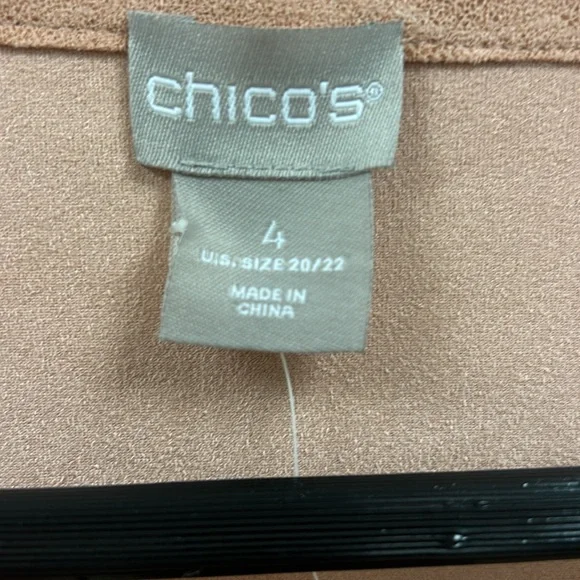 chico's®
4
U.S. SIZE 20/22
MADE IN
CHINA